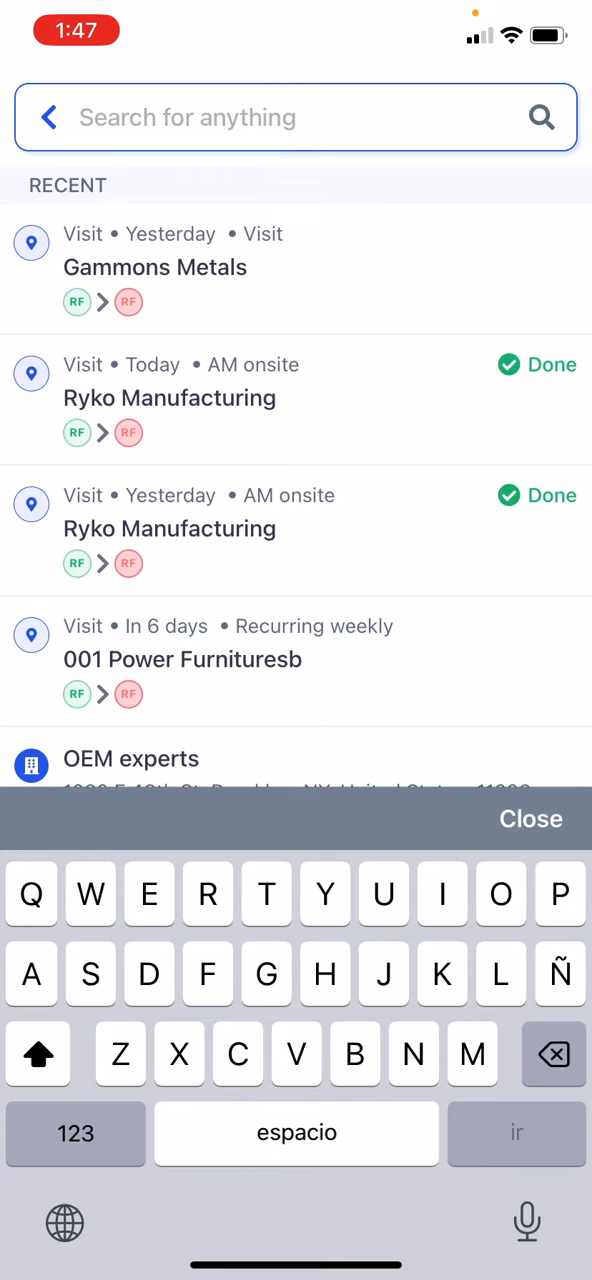 1:47
Search for anything
RECENT
Visit • Yesterday • Visit
Gammons Metals
RF > RF
Visit • Today • AM onsite Done
Ryko Manufacturing
RF > RF
Visit • Yesterday • AM onsite Done
Ryko Manufacturing
RF > RF
Visit • In 6 days • Recurring weekly
001 Power Furnituresb
RF > RF
OEM experts
Close
Q W E R T Y U I O P
A S D F G H J K L Ñ
Z X C V B N M
123 espacio ir